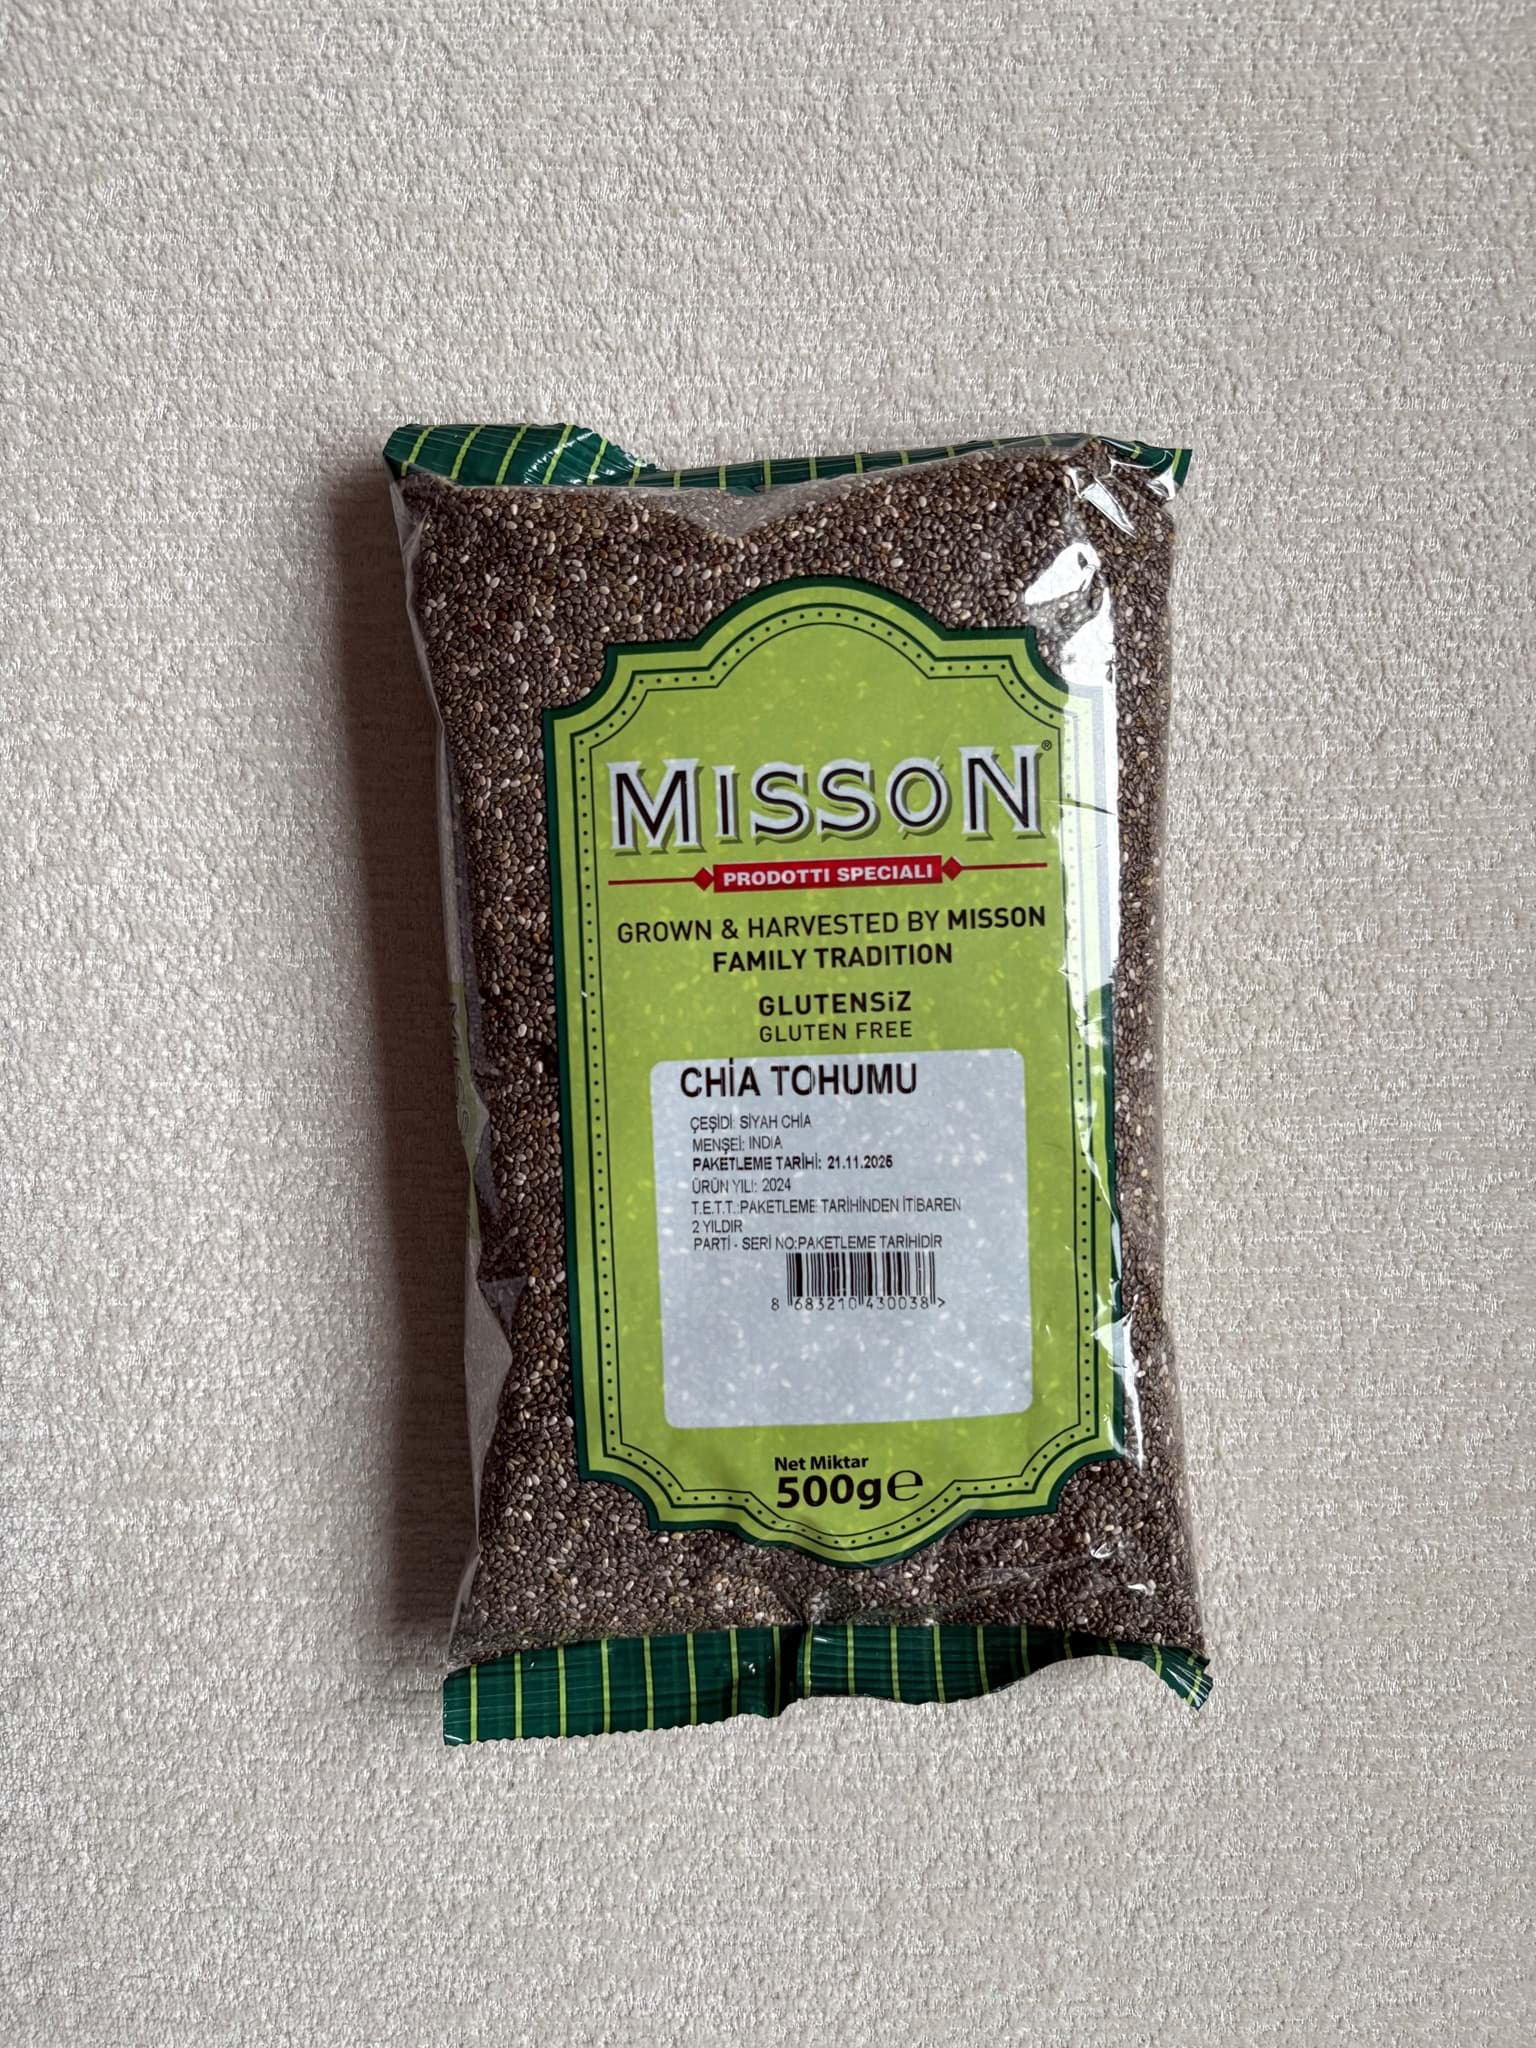 MISSON®
PRODOTTI SPECIALI
GROWN & HARVESTED BY MISSON
FAMILY TRADITION
GLUTENSİZ
GLUTEN FREE
CHİA TOHUMU
ÇEŞİDİ: SİYAH CHİA
MENŞEİ: INDIA
PAKETLEME TARİHİ: 21.11.2025
ÜRÜN YILI: 2024
T.E.T.T.:PAKETLEME TARİHİNDEN İTİBAREN
2 YILDIR
PARTİ - SERİ NO:PAKETLEME TARİHİDİR
8 683210 430038 >
Net Miktar
500g ℮